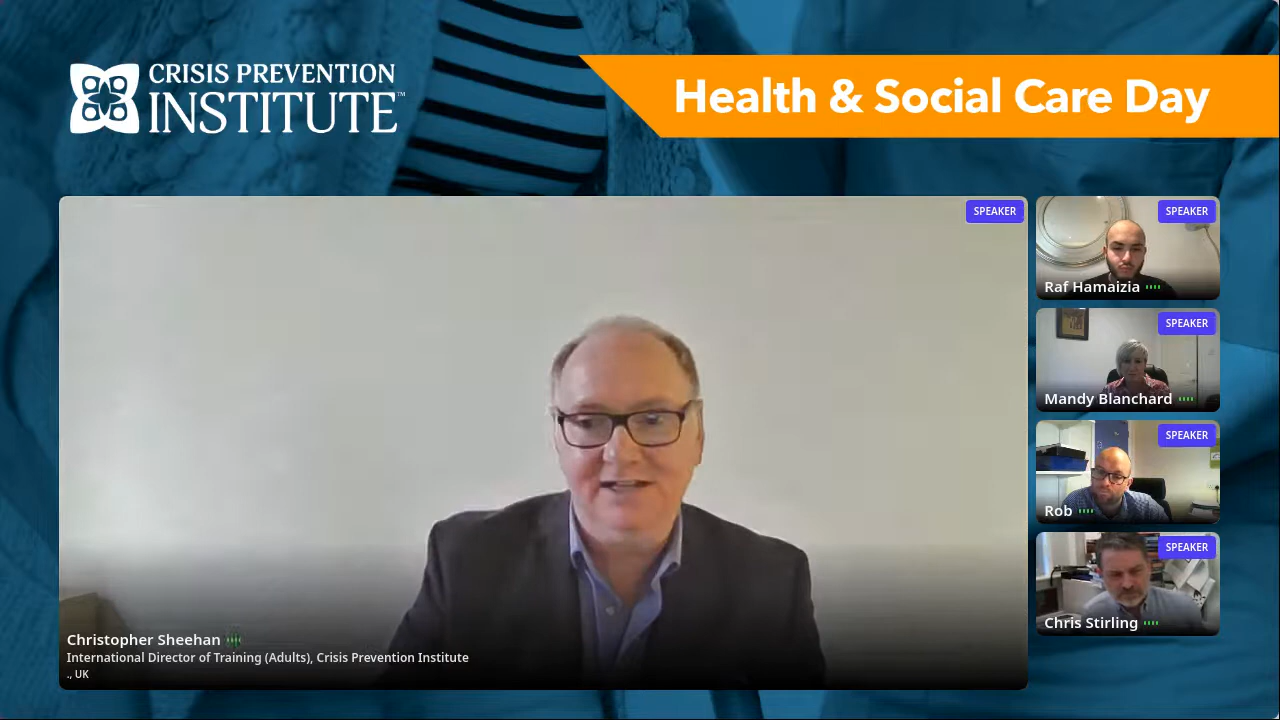 CRISIS PREVENTION
INSTITUTE™
Health & Social Care Day
SPEAKER
Christopher Sheehan
International Director of Training (Adults), Crisis Prevention Institute
., UK
SPEAKER
Raf Hamaizia
SPEAKER
Mandy Blanchard
SPEAKER
Rob
SPEAKER
Chris Stirling